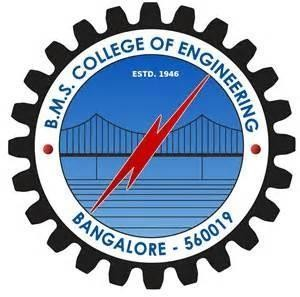 B.M.S. COLLEGE OF ENGINEERING
ESTD. 1946
BANGALORE - 560019